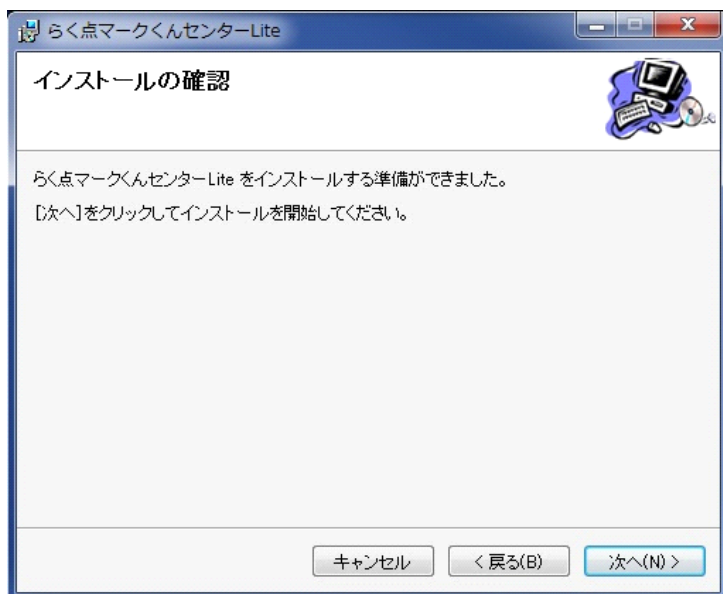 らく点マークくんセンターLite
インストールの確認
らく点マークくんセンターLite をインストールする準備ができました。
[次へ]をクリックしてインストールを開始してください。
キャンセル
< 戻る(B)
次へ(N) >